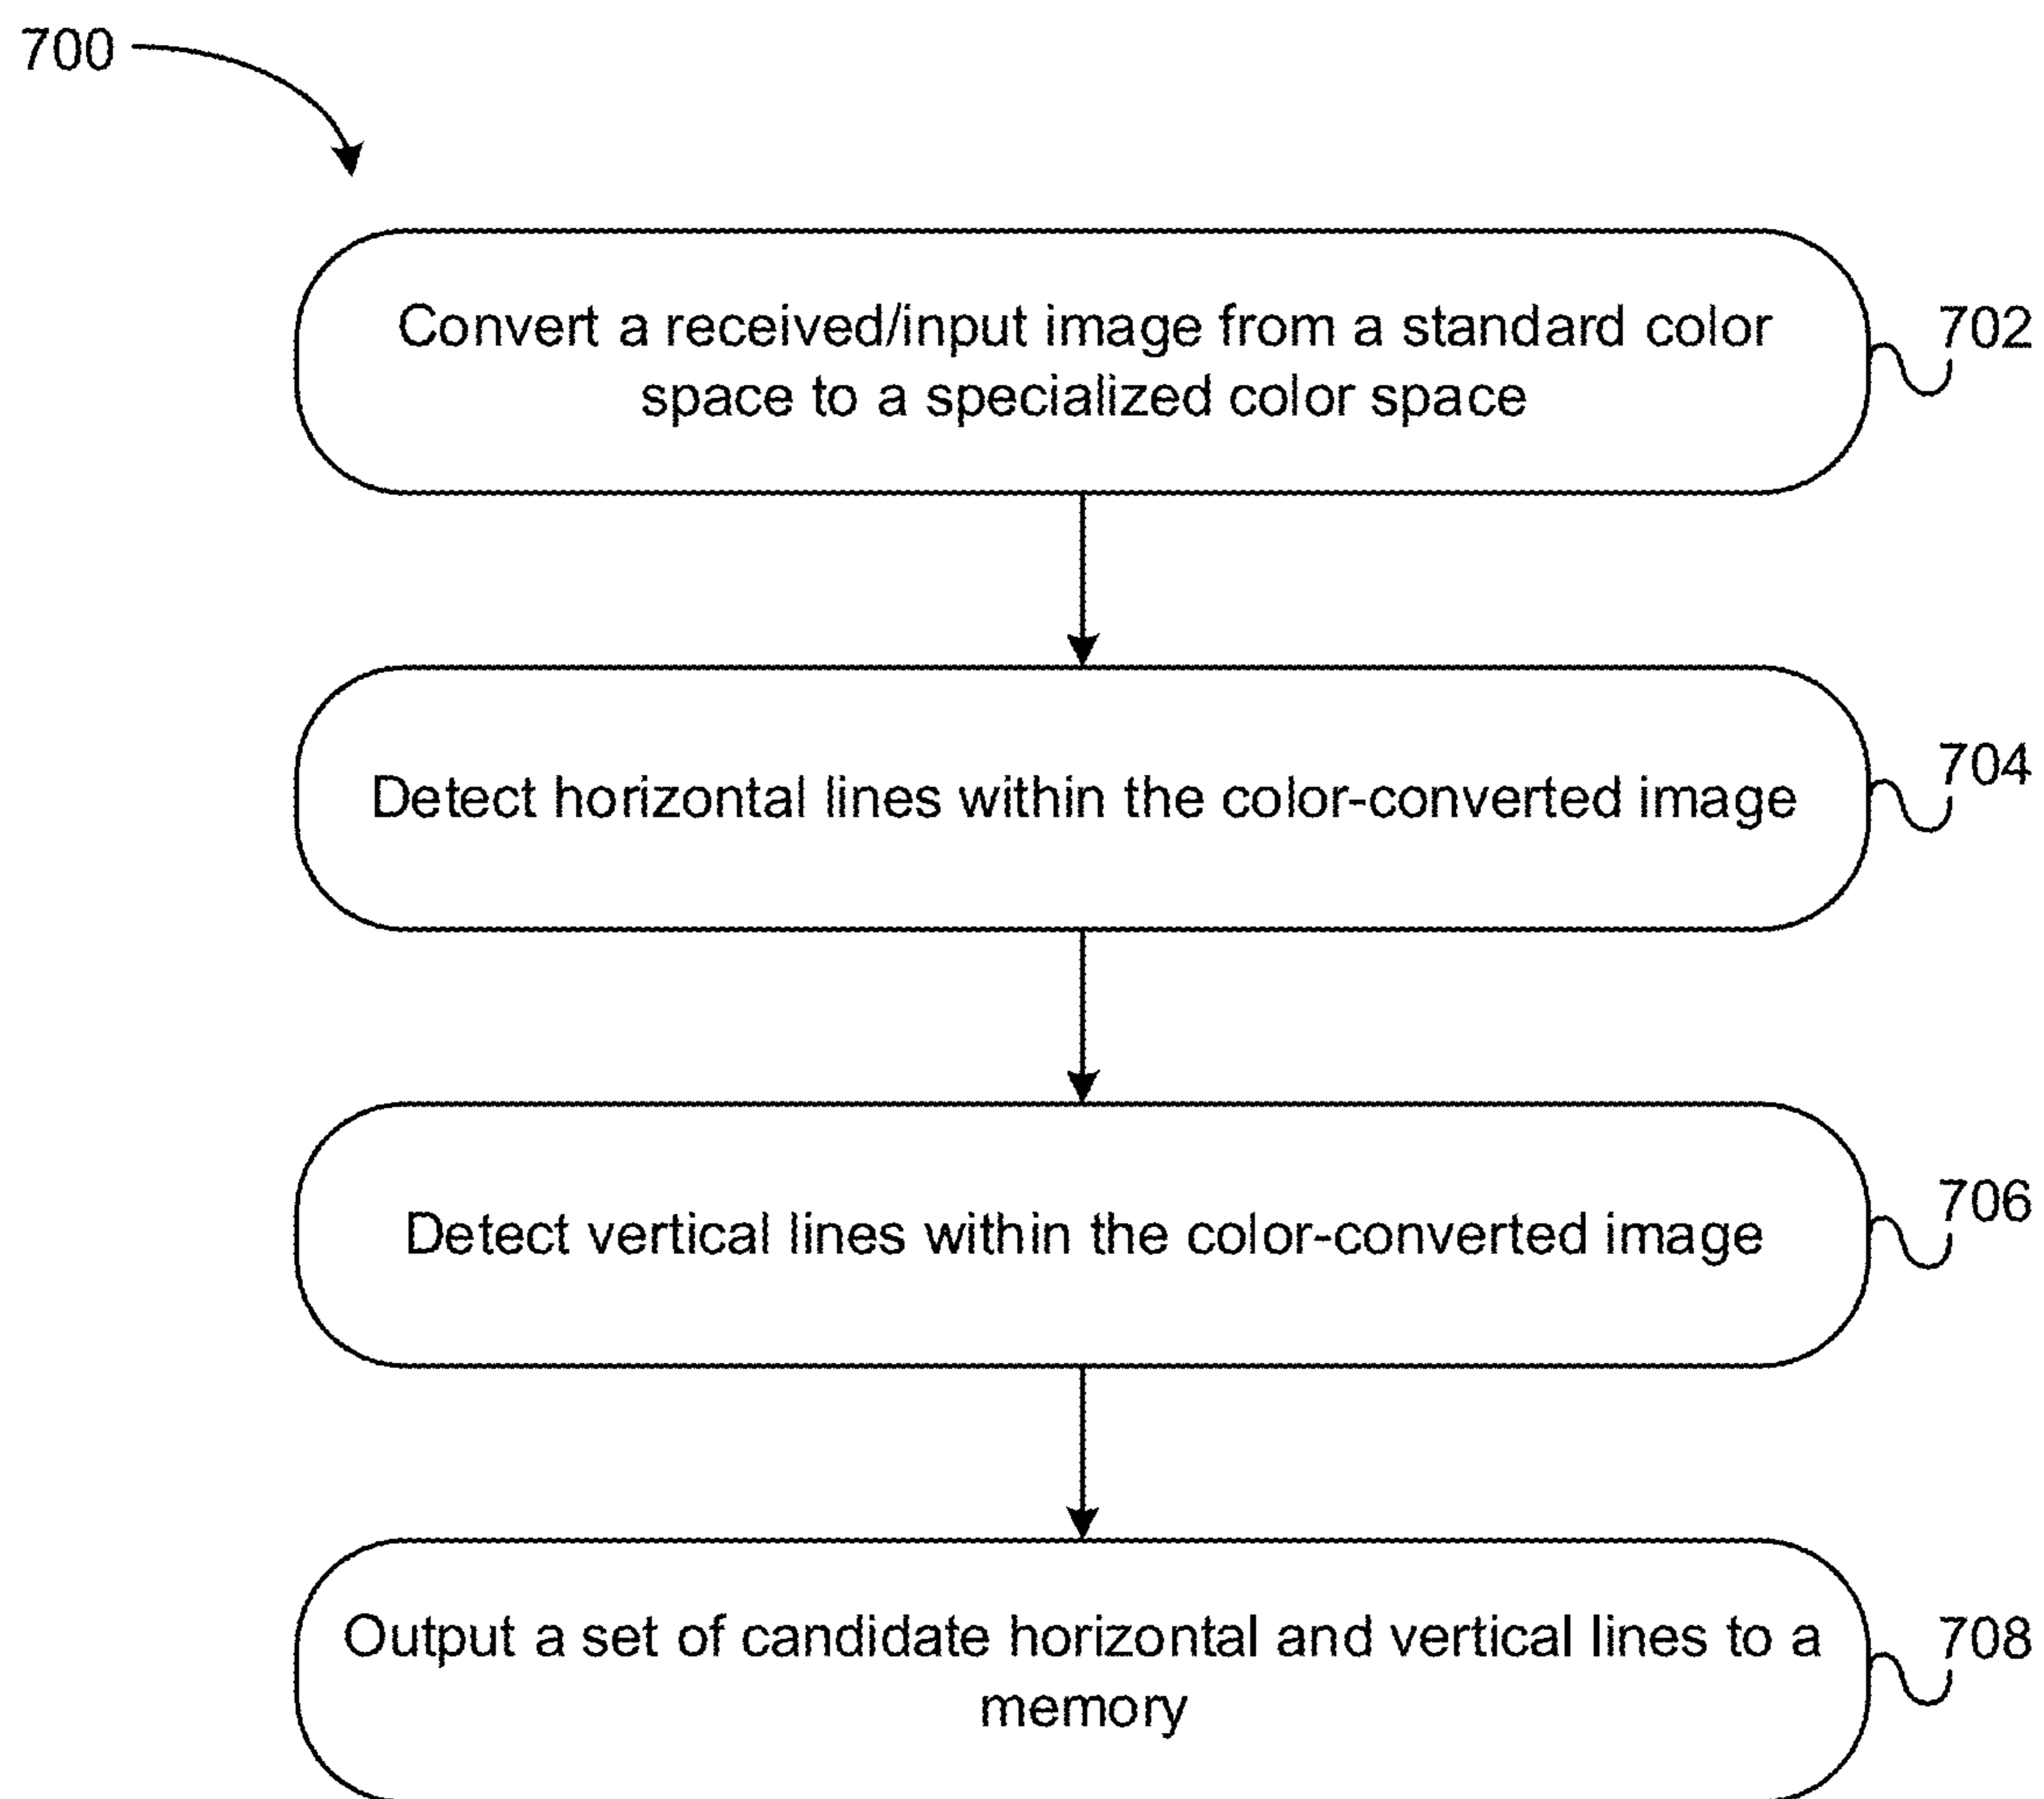 700
Convert a received/input image from a standard color
space to a specialized color space
702
Detect horizontal lines within the color-converted image
704
Detect vertical lines within the color-converted image
706
Output a set of candidate horizontal and vertical lines to a
memory
708